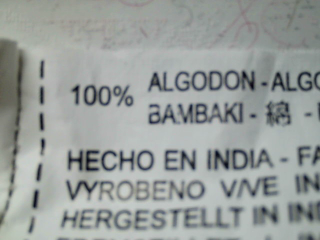 100% ALGODON - ALGO
BAMBAKI - 綿 -
HECHO EN INDIA - FA
VYROBENO V/VE IN
HERGESTELLT IN IN